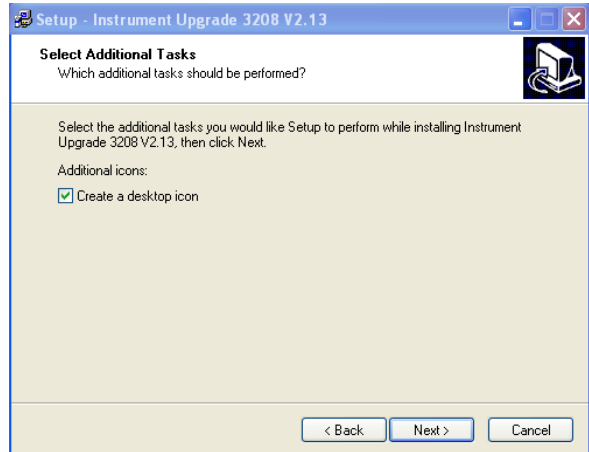 Setup - Instrument Upgrade 3208 V2.13
Select Additional Tasks
Which additional tasks should be performed?
Select the additional tasks you would like Setup to perform while installing Instrument
Upgrade 3208 V2.13, then click Next.
Additional icons:
Create a desktop icon
< Back Next > Cancel